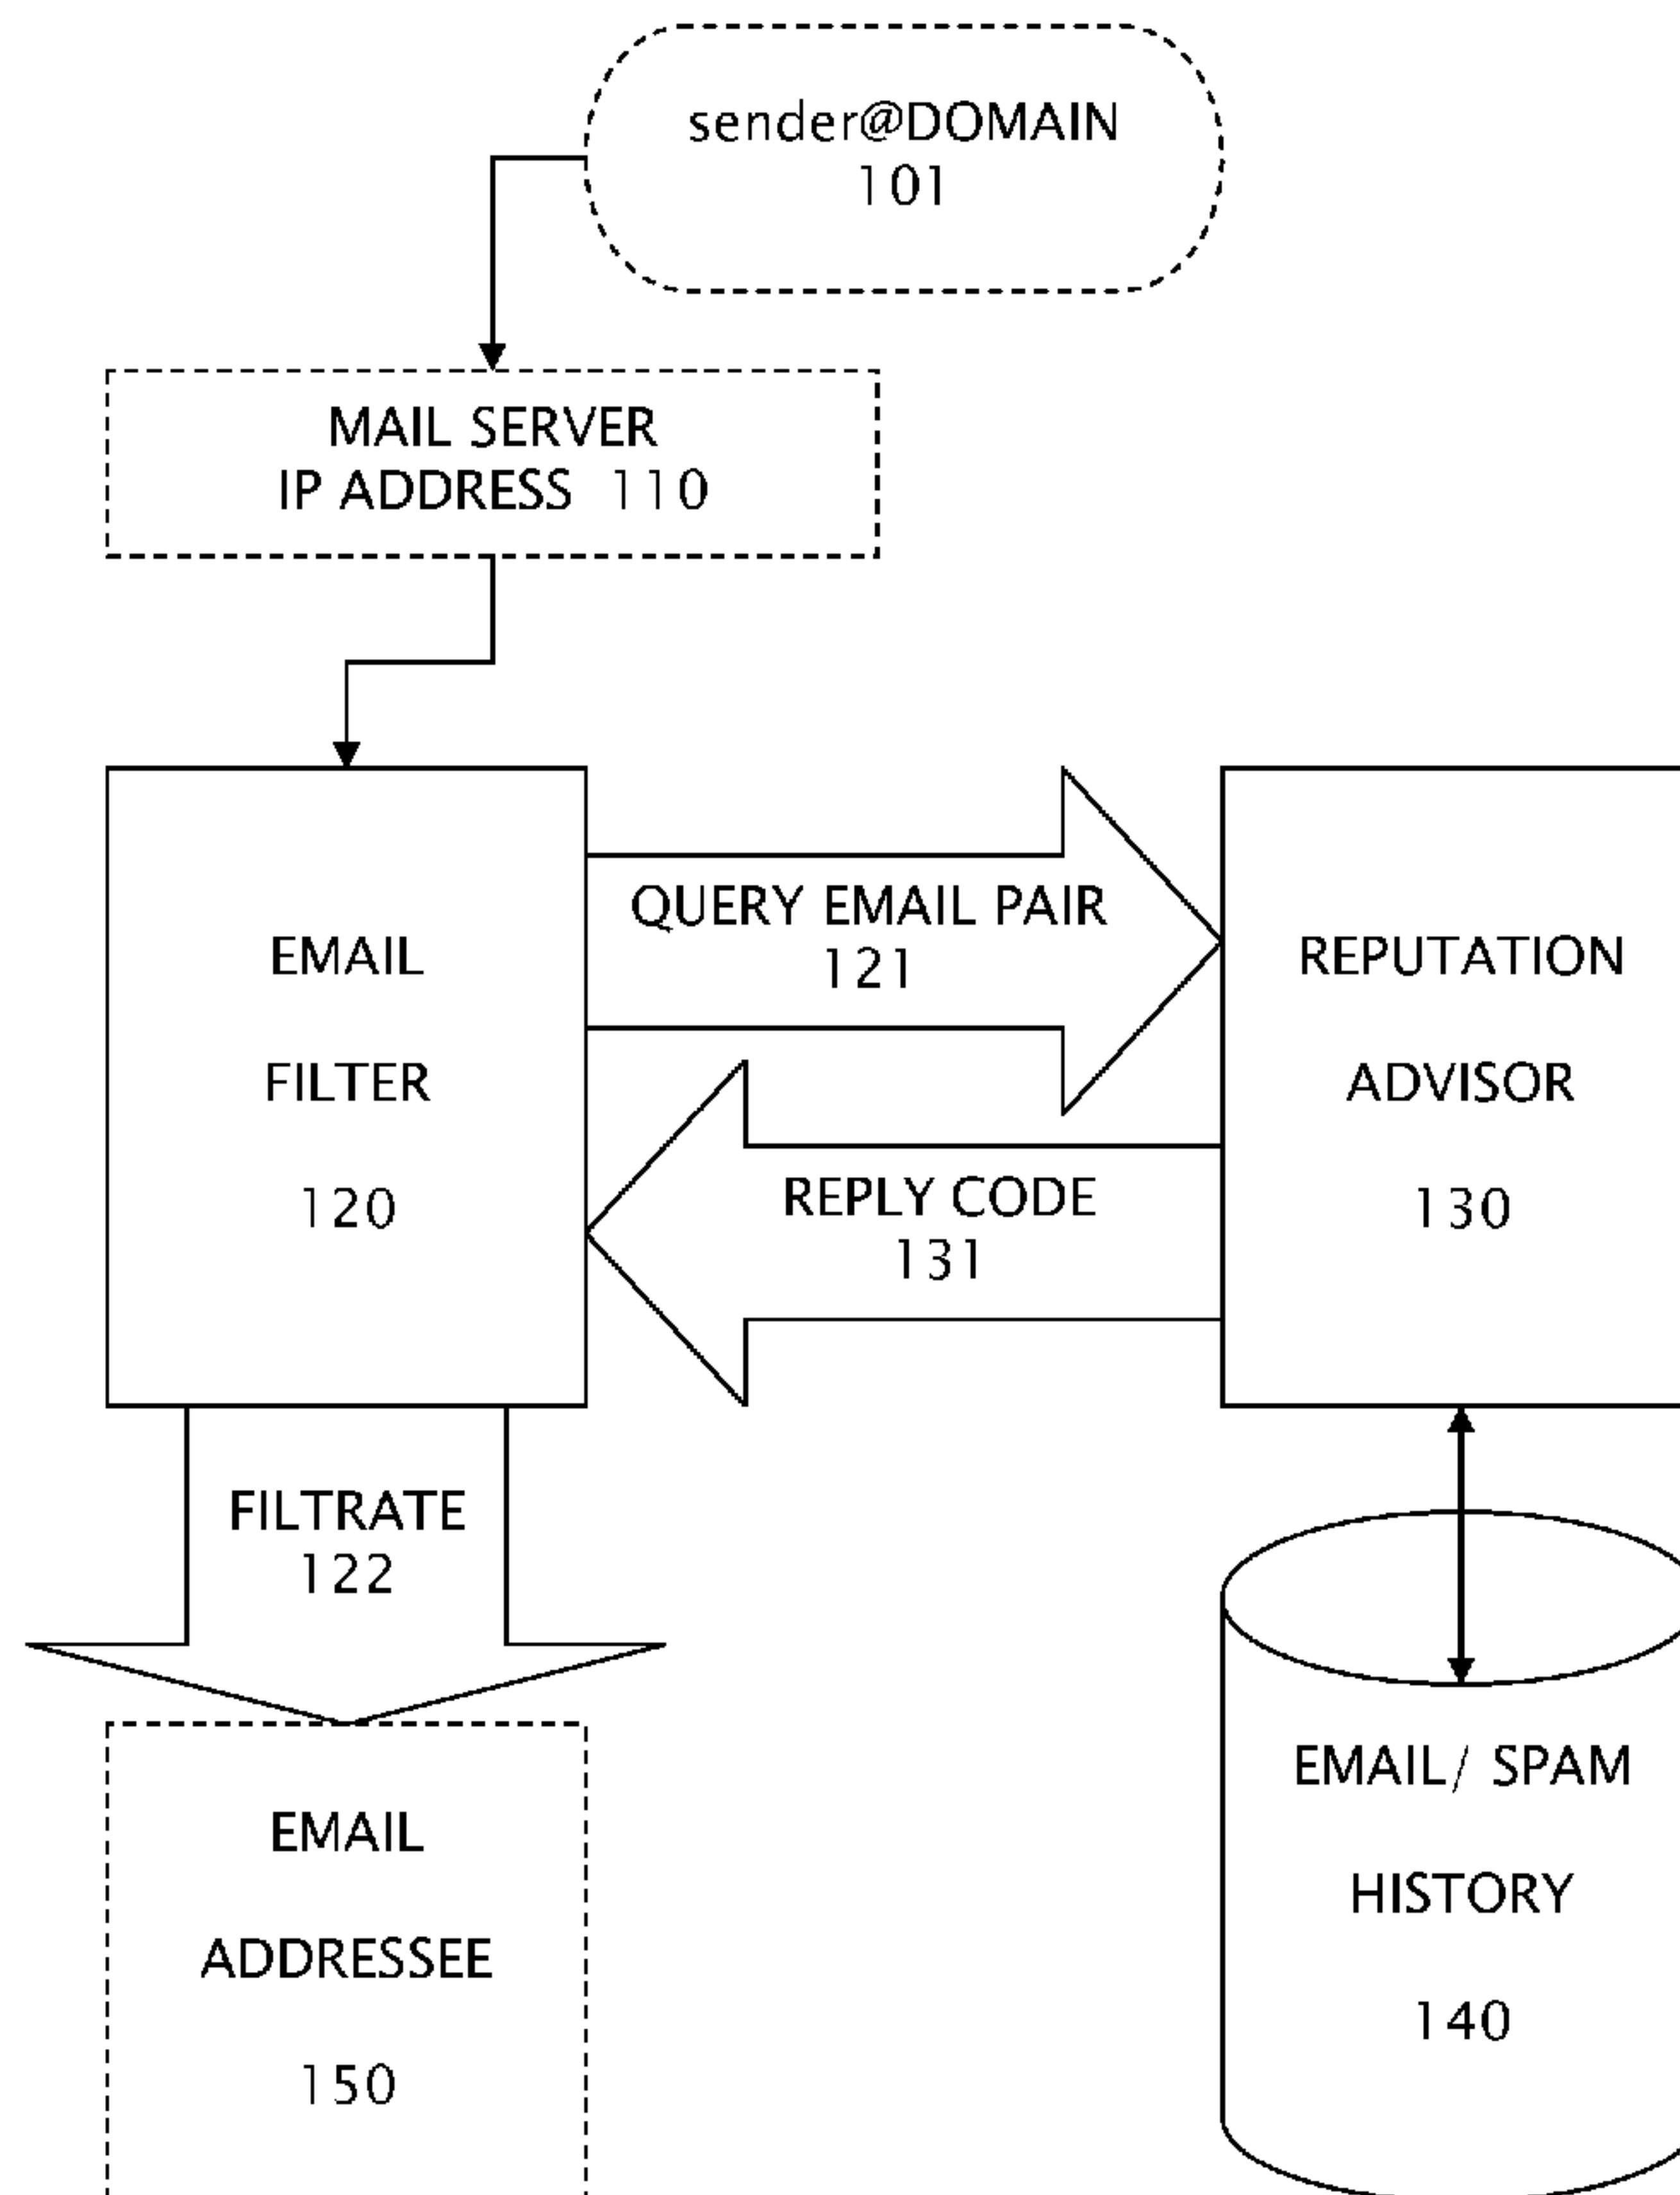 sender@DOMAIN
101
MAIL SERVER
IP ADDRESS 110
EMAIL
FILTER
120
QUERY EMAIL PAIR
121
REPLY CODE
131
REPUTATION
ADVISOR
130
FILTRATE
122
EMAIL
ADDRESSEE
150
EMAIL/ SPAM
HISTORY
140